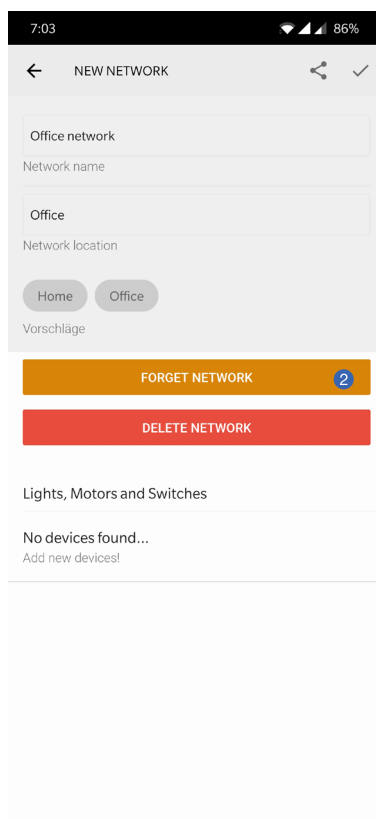 7:03 86%
NEW NETWORK
Office network
Network name
Office
Network location
Home Office
Vorschläge
FORGET NETWORK 2
DELETE NETWORK
Lights, Motors and Switches
No devices found...
Add new devices!